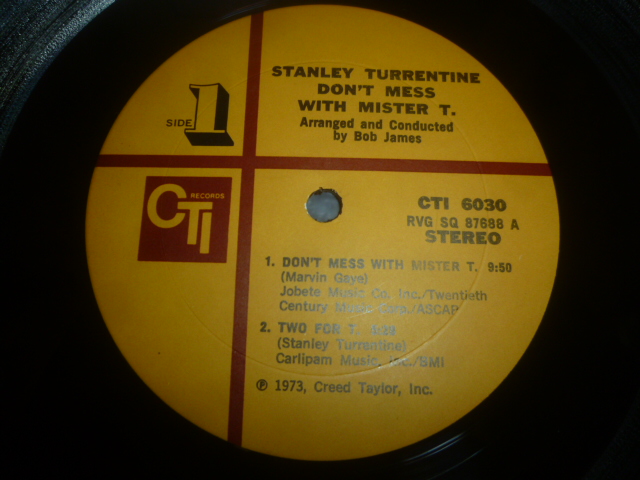 STANLEY TURRENTINE
DON'T MESS
WITH MISTER T.
Arranged and Conducted
by Bob James
SIDE 1
RECORDS
CTI
CTI 6030
RVG SQ 87688 A
STEREO
1. DON'T MESS WITH MISTER T. 9:50
(Marvin Gaye)
Jobete Music Co. Inc./Twentieth
Century Music Corp./ASCAP
2. TWO FOR T.
(Stanley Turrentine)
Carlipam Music, Inc./BMI
℗ 1973, Creed Taylor, Inc.